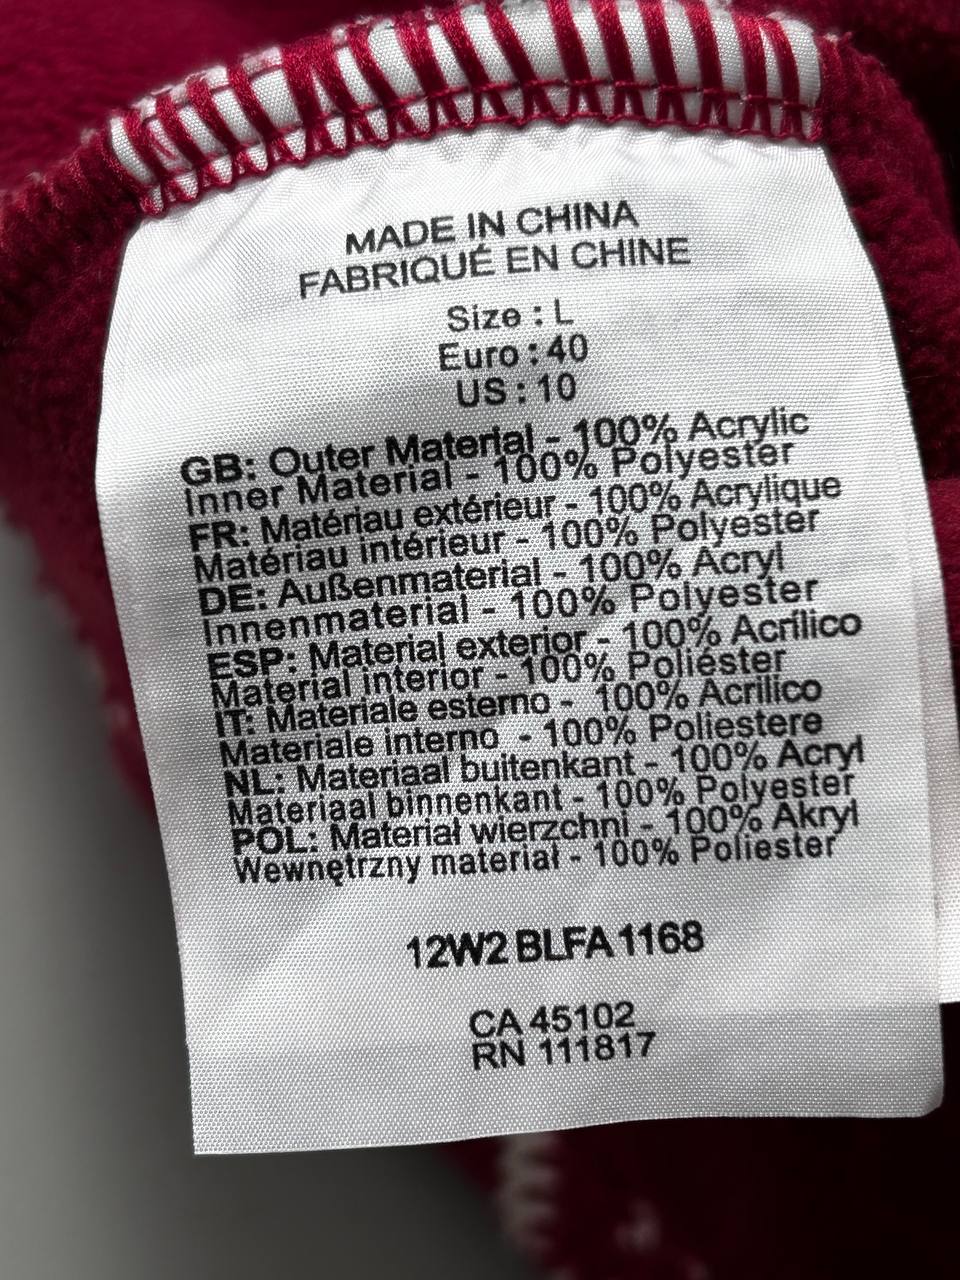 MADE IN CHINA
FABRIQUÉ EN CHINE
Size : L
Euro : 40
US : 10
GB: Outer Material - 100% Acrylic
Inner Material - 100% Polyester
FR: Matériau extérieur - 100% Acrylique
Matériau intérieur - 100% Polyester
DE: Außenmaterial - 100% Acryl
Innenmaterial - 100% Polyester
ESP: Material exterior - 100% Acrílico
Material interior - 100% Poliéster
IT: Materiale esterno - 100% Acrilico
Materiale interno - 100% Poliestere
NL: Materiaal buitenkant - 100% Acryl
Materiaal binnenkant - 100% Polyester
POL: Materiał wierzchni - 100% Akryl
Wewnętrzny materiał - 100% Poliester
12W2 BLFA 1168
CA 45102
RN 111817